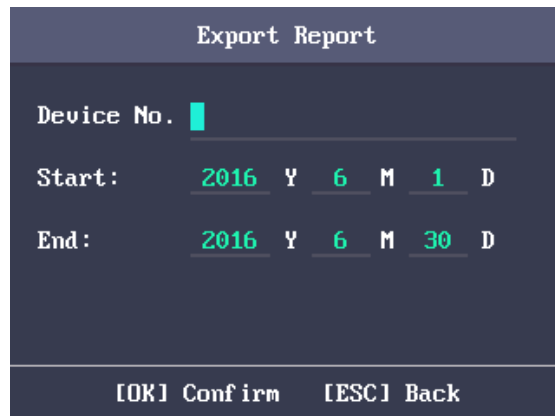 Export Report
Device No.
Start: 2016 Y 6 M 1 D
End: 2016 Y 6 M 30 D
[OK] Confirm [ESC] Back